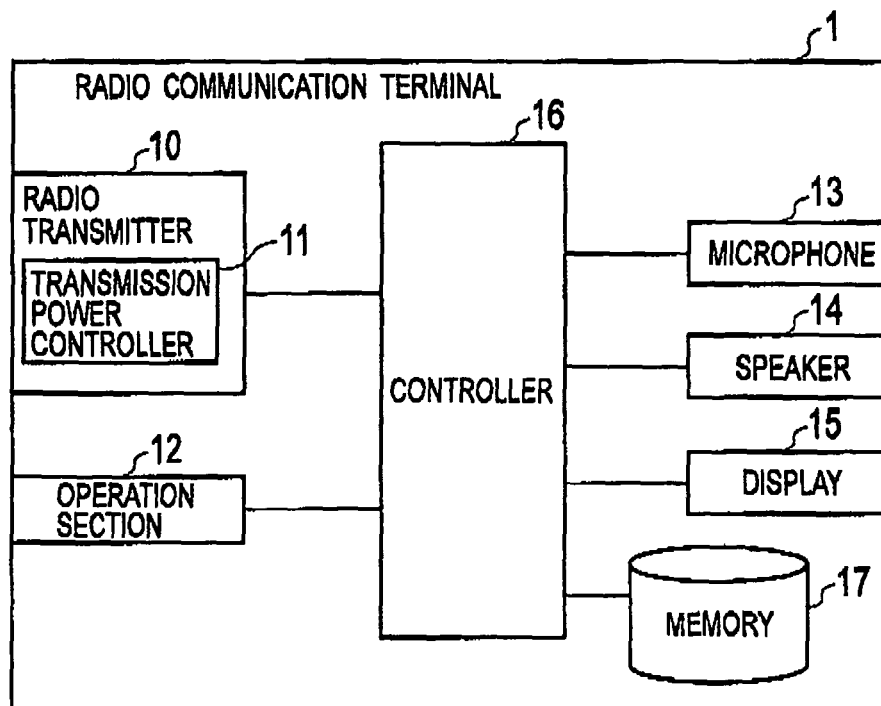 1
RADIO COMMUNICATION TERMINAL
16
10
RADIO
TRANSMITTER
11
TRANSMISSION
POWER
CONTROLLER
13
MICROPHONE
14
SPEAKER
CONTROLLER
12
OPERATION
SECTION
15
DISPLAY
17
MEMORY